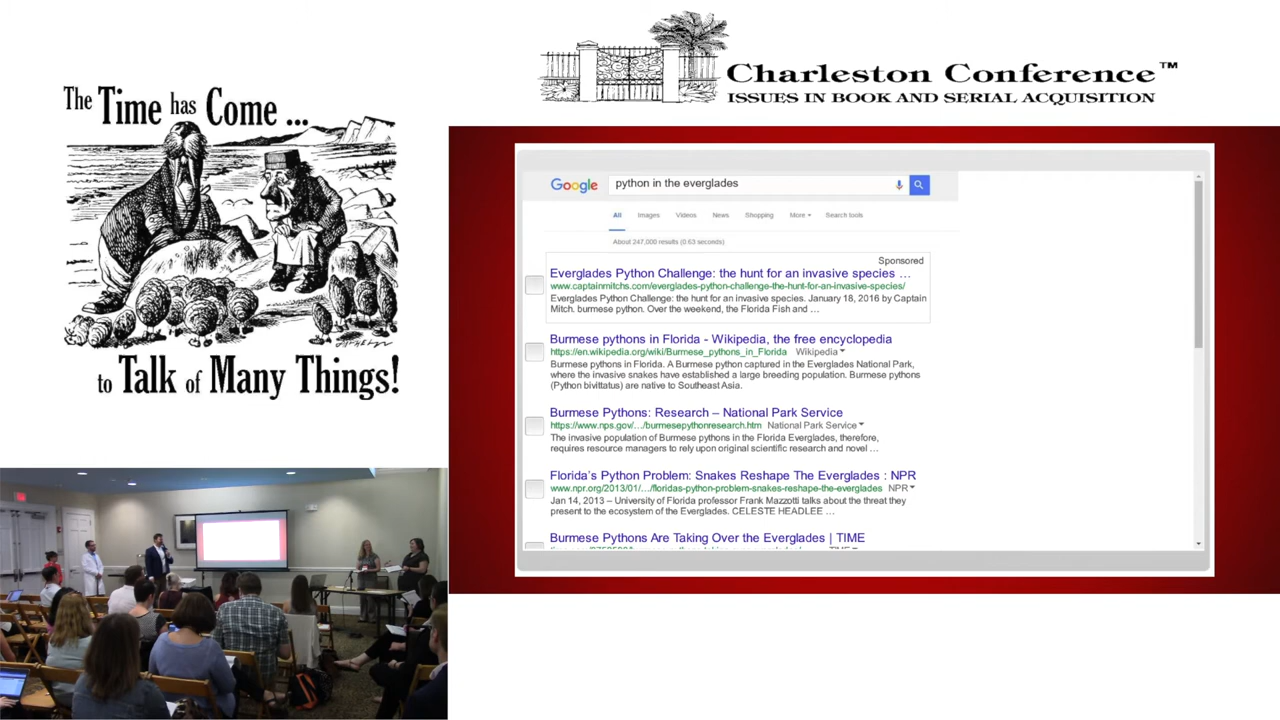 The Time has Come ...
to Talk of Many Things!
Charleston Conference™
ISSUES IN BOOK AND SERIAL ACQUISITION
Google
python in the everglades
All Images Videos News Shopping More Search tools
About 247,000 results (0.63 seconds)
Sponsored
Everglades Python Challenge: the hunt for an invasive species …
www.captainmitchs.com/everglades-python-challenge-the-hunt-for-an-invasive-species/
Everglades Python Challenge: the hunt for an invasive species. January 18, 2016 by Captain
Mitch. burmese python. Over the weekend, the Florida Fish and …
Burmese pythons in Florida - Wikipedia, the free encyclopedia
https://en.wikipedia.org/wiki/Burmese_pythons_in_Florida Wikipedia
Burmese pythons in Florida. A Burmese python captured in the Everglades National Park,
where the invasive snakes have established a large breeding population. Burmese pythons
(Python bivittatus) are native to Southeast Asia.
Burmese Pythons: Research – National Park Service
https://www.nps.gov/…/burmesepythonresearch.htm National Park Service
The invasive population of Burmese pythons in the Florida Everglades, therefore,
requires resource managers to rely upon original scientific research and novel …
Florida's Python Problem: Snakes Reshape The Everglades : NPR
www.npr.org/2013/01/…/floridas-python-problem-snakes-reshape-the-everglades NPR
Jan 14, 2013 – University of Florida professor Frank Mazzotti talks about the threat they
present to the ecosystem of the Everglades. CELESTE HEADLEE …
Burmese Pythons Are Taking Over the Everglades | TIME